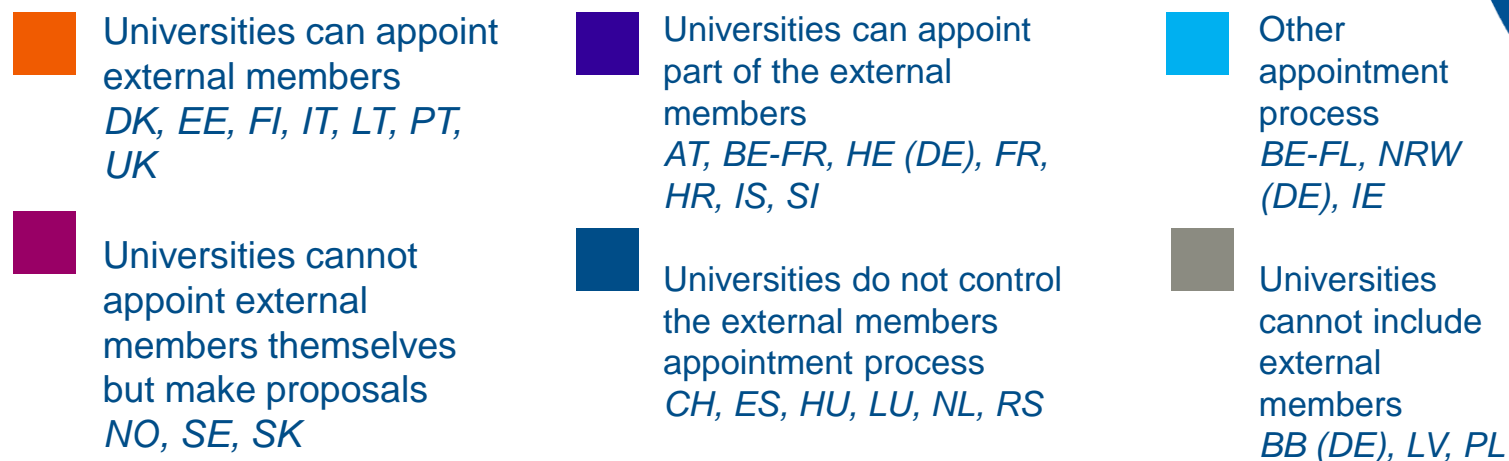 Universities can appoint
external members
DK, EE, FI, IT, LT, PT,
UK
Universities cannot
appoint external
members themselves
but make proposals
NO, SE, SK
Universities can appoint
part of the external
members
AT, BE-FR, HE (DE), FR,
HR, IS, SI
Universities do not control
the external members
appointment process
CH, ES, HU, LU, NL, RS
Other
appointment
process
BE-FL, NRW
(DE), IE
Universities
cannot include
external
members
BB (DE), LV, PL